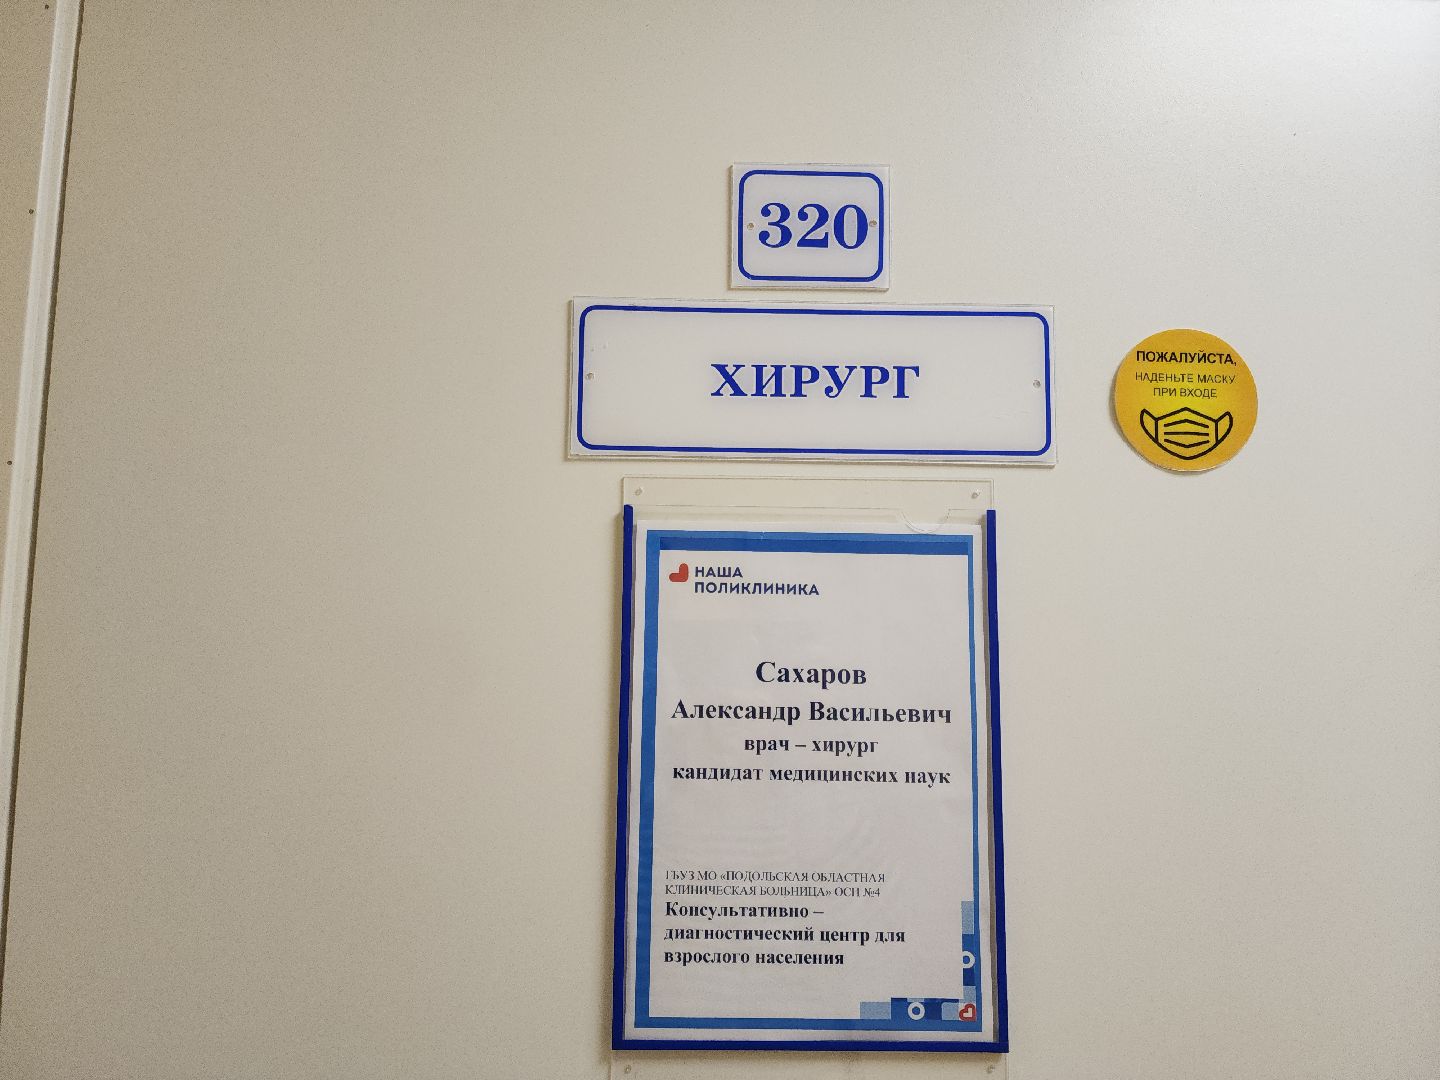 320
ХИРУРГ
ПОЖАЛУЙСТА,
НАДЕНЬТЕ МАСКУ
ПРИ ВХОДЕ
НАША
ПОЛИКЛИНИКА
Сахаров
Александр Васильевич
врач – хирург
кандидат медицинских наук
ГБУЗ МО «ПОДОЛЬСКАЯ ОБЛАСТНАЯ
КЛИНИЧЕСКАЯ БОЛЬНИЦА» ОСП №4
Консультативно –
диагностический центр для
взрослого населения